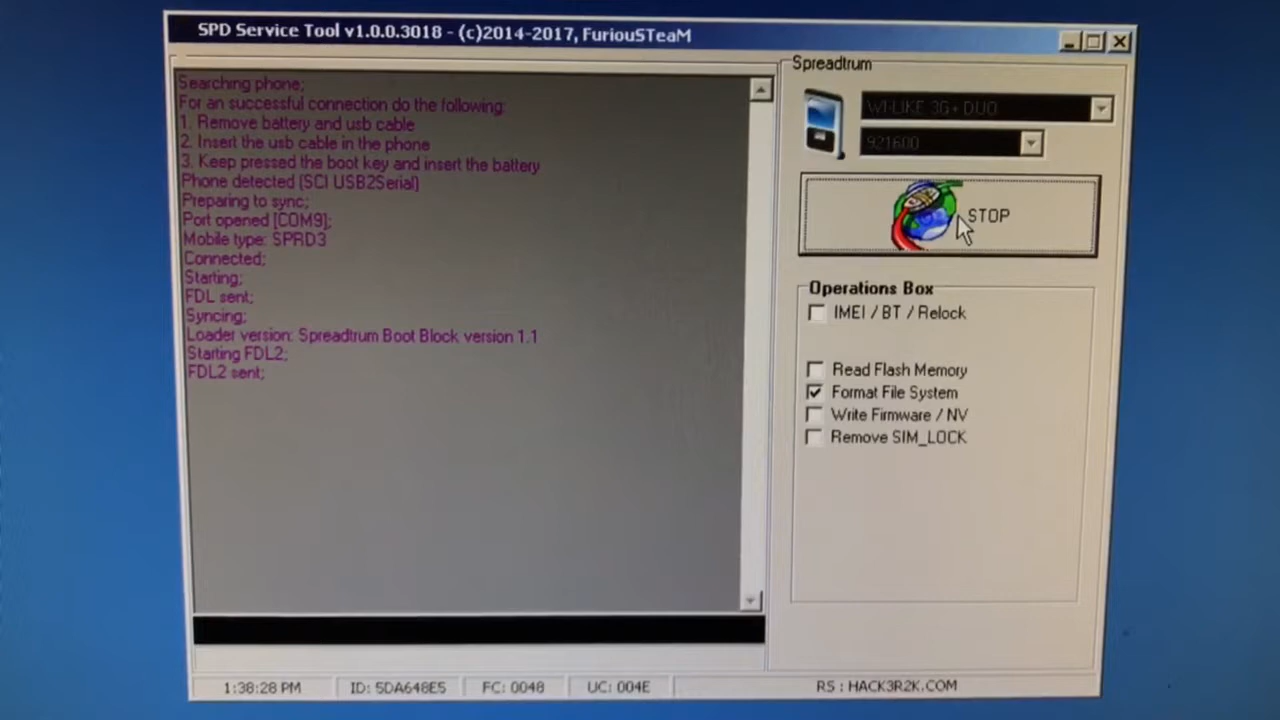 SPD Service Tool v1.0.0.3018 - (c)2014-2017, FuriouSTeaM
Searching phone;
For an successful connection do the following:
1. Remove battery and usb cable
2. Insert the usb cable in the phone
3. Keep pressed the boot key and insert the battery
Phone detected (SCI USB2Serial)
Preparing to sync;
Port opened [COM9];
Mobile type: SPRD3
Connected;
Starting;
FDL sent;
Syncing;
Loader version: Spreadtrum Boot Block version 1.1
Starting FDL2;
FDL2 sent;
Spreadtrum
WI-LIKE 3G+ DUO
921600
STOP
Operations Box
IMEI / BT / Relock
Read Flash Memory
Format File System
Write Firmware / NV
Remove SIM_LOCK
1:38:28 PM
ID: 5DA648E5
FC: 0048
UC: 004E
RS : HACK3R2K.COM